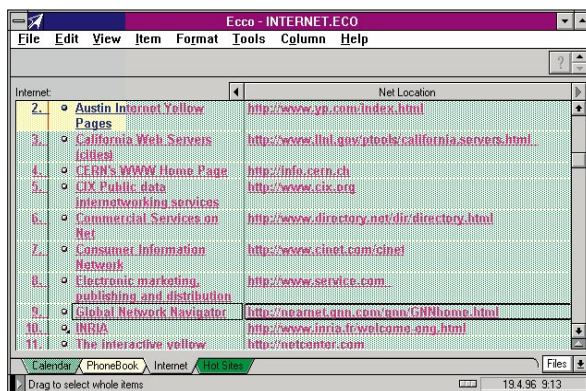 Ecco - INTERNET.ECO
File Edit View Item Format Tools Column Help
?
Internet: Net Location
2. Austin Internet Yellow http://www.yp.com/index.html
Pages
3. California Web Servers http://www.llnl.gov/ptools/california.servers.html
(cities)
4. CERN's WWW Home Page http://info.cern.ch
5. CIX Public data http://www.cix.org
internetworking services
6. Commercial Services on http://www.directory.net/dir/directory.html
Net
7. Consumer Information http://www.cinet.com/cinet
Network
8. Electronic marketing, http://www.service.com
publishing and distribution
9. Global Network Navigator http://nearnet.gnn.com/gnn/GNNhome.html
10. INRIA http://www.inria.fr/welcome-eng.html
11. The interactive yellow http://netcenter.com
Calendar PhoneBook Internet Hot Sites Files
Drag to select whole items 19.4.96 9:13